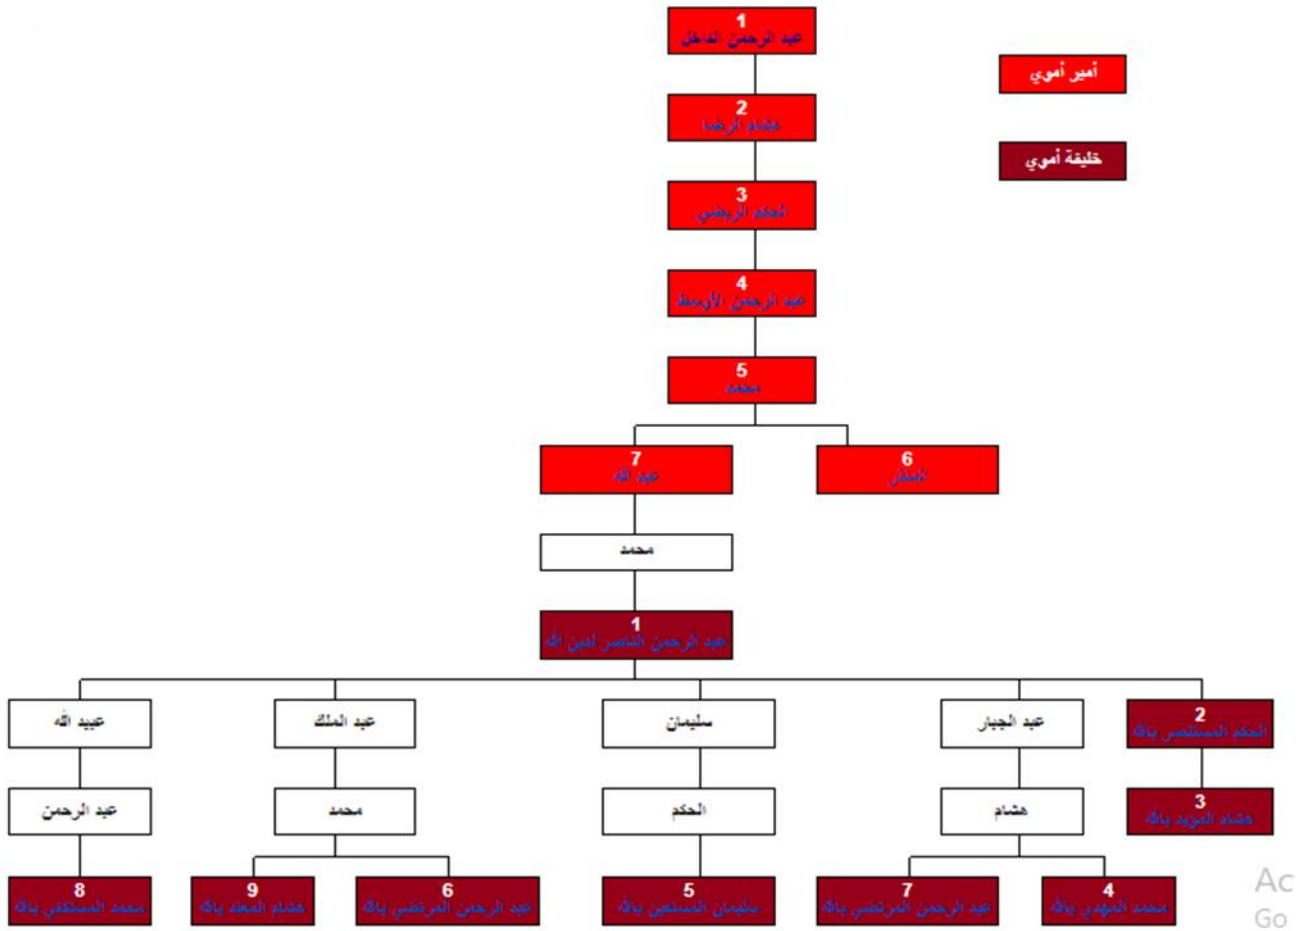 1
عبد الرحمن الداخل
أمير أموي
2
هشام الرضا
خليفة أموي
3
الحكم الربضي
4
عبد الرحمن الأوسط
5
محمد
7
عبد الله
6
المنذر
محمد
1
عبد الرحمن الناصر لدين الله
عبيد الله
عبد الملك
سليمان
عبد الجبار
2
الحكم المستنصر بالله
عبد الرحمن
محمد
الحكم
هشام
3
هشام المؤيد بالله
8
محمد المستكفي بالله
9
هشام المعتد بالله
6
عبد الرحمن المرتضي بالله
5
سليمان المستعين بالله
7
عبد الرحمن المرتضي بالله
4
محمد المهدي بالله
Ac
Go